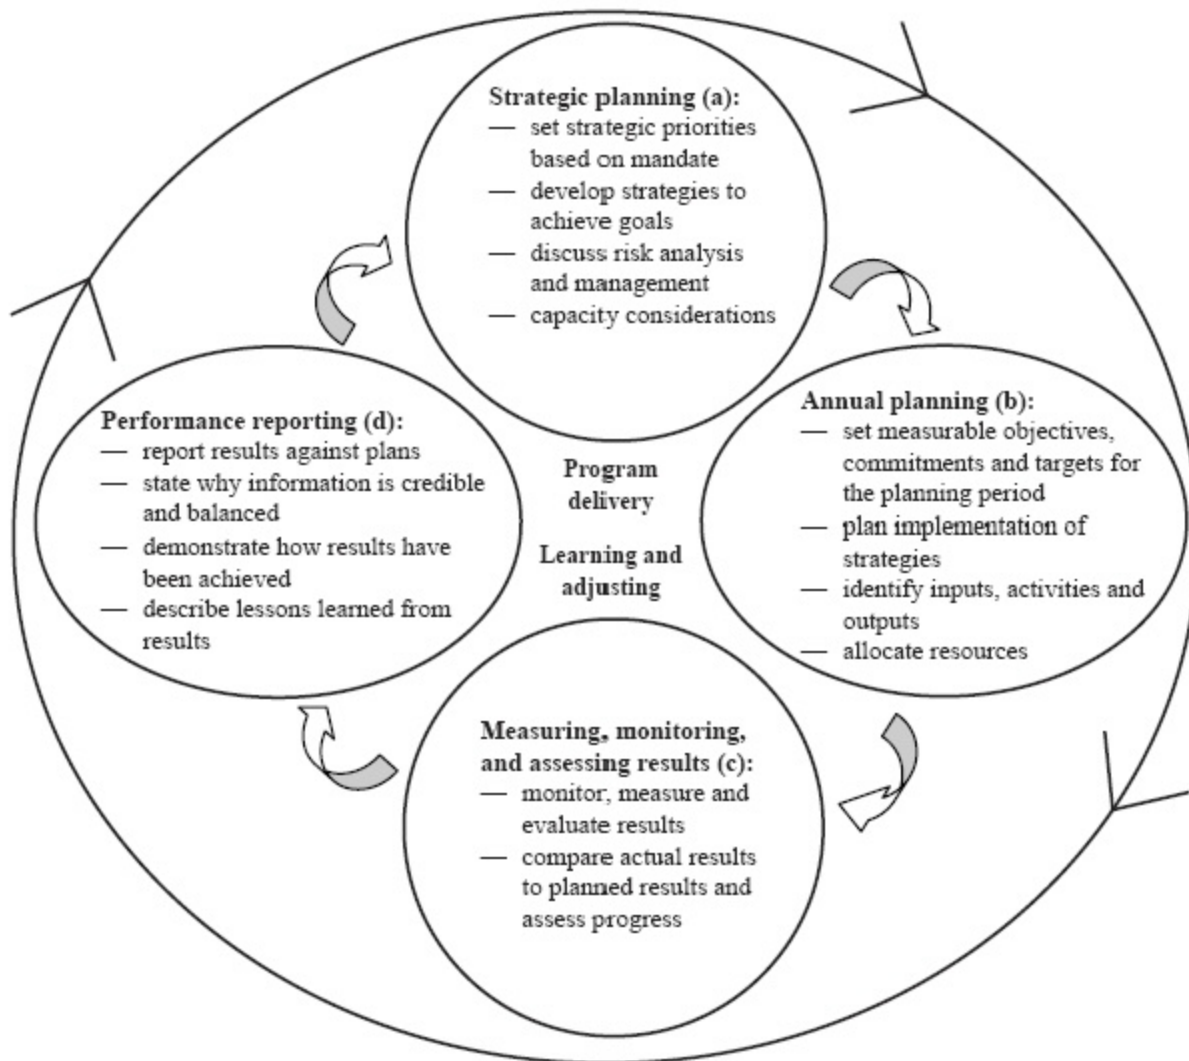 Strategic planning (a):
— set strategic priorities
based on mandate
— develop strategies to
achieve goals
— discuss risk analysis
and management
— capacity considerations
Annual planning (b):
— set measurable objectives,
commitments and targets for
the planning period
— plan implementation of
strategies
— identify inputs, activities and
outputs
— allocate resources
Measuring, monitoring,
and assessing results (c):
— monitor, measure and
evaluate results
— compare actual results
to planned results and
assess progress
Performance reporting (d):
— report results against plans
— state why information is credible
and balanced
— demonstrate how results have
been achieved
— describe lessons learned from
results
Program
delivery
Learning and
adjusting